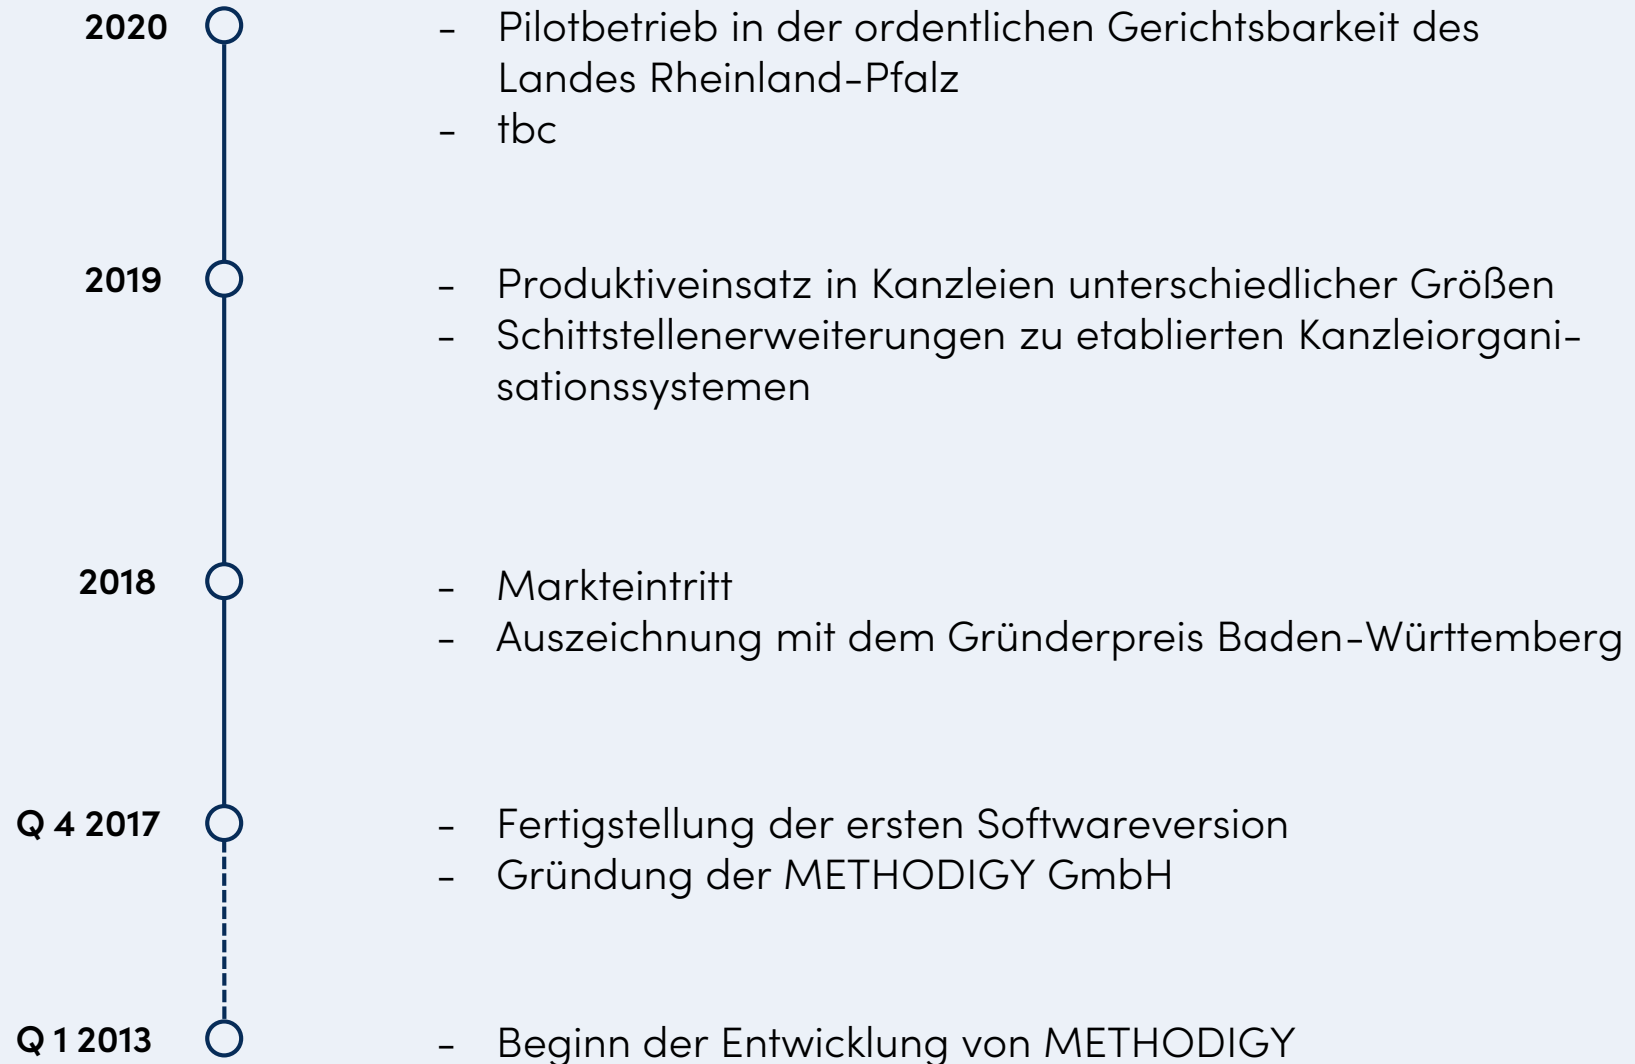 2020 - Pilotbetrieb in der ordentlichen Gerichtsbarkeit des
Landes Rheinland-Pfalz
- tbc
2019 - Produktiveinsatz in Kanzleien unterschiedlicher Größen
- Schittstellenerweiterungen zu etablierten Kanzleiorgani-
sationssystemen
2018 - Markteintritt
- Auszeichnung mit dem Gründerpreis Baden-Württemberg
Q 4 2017 - Fertigstellung der ersten Softwareversion
- Gründung der METHODIGY GmbH
Q 1 2013 - Beginn der Entwicklung von METHODIGY